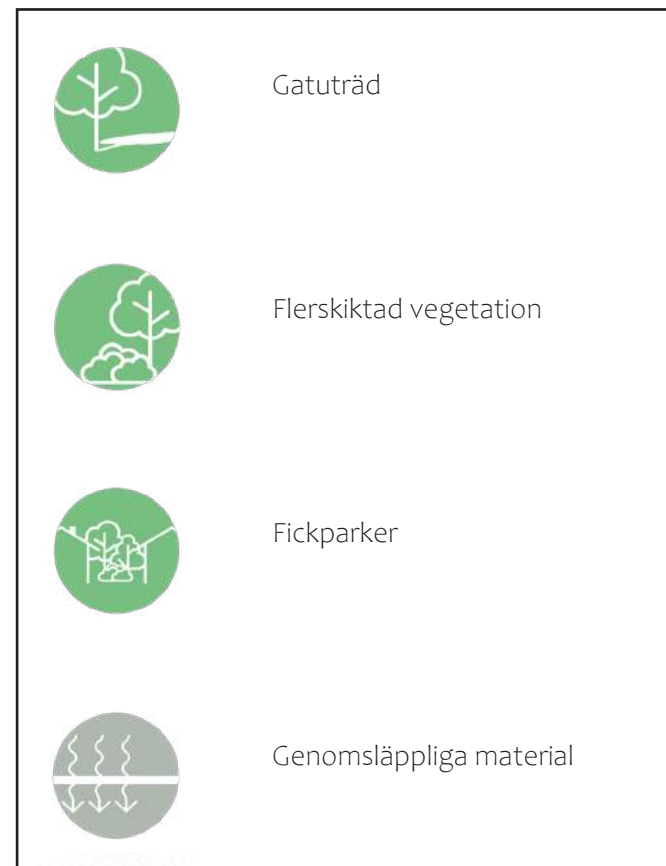 Gatuträd
Flerskiktad vegetation
Fickparker
Genomsläppliga material